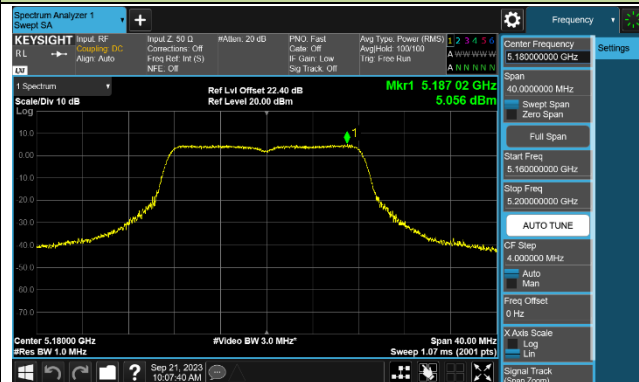 Spectrum Analyzer 1
Swept SA
Frequency
KEYSIGHT
RL
Input: RF
Coupling: DC
Align: Auto
Input Z: 50 Ω
Corrections: Off
Freq Ref: Int (S)
NFE: Off
#Atten: 20 dB
PNO: Fast
Gate: Off
IF Gain: Low
Sig Track: Off
Avg Type: Power (RMS)
Avg|Hold: 100/100
Trig: Free Run
1 2 3 4 5 6
A W W W W W
A N N N N N
LXI
1 Spectrum
Scale/Div 10 dB
Log
Ref Lvl Offset 22.40 dB
Ref Level 20.00 dBm
Mkr1 5.187 02 GHz
5.056 dBm
1
10.0
0.00
-10.0
-20.0
-30.0
-40.0
-50.0
-60.0
-70.0
Center 5.18000 GHz
#Res BW 1.0 MHz
#Video BW 3.0 MHz*
Span 40.00 MHz
Sweep 1.07 ms (2001 pts)
Sep 21, 2023
10:07:40 AM
Center Frequency
5.180000000 GHz
Settings
Span
40.0000000 MHz
Swept Span
Zero Span
Full Span
Start Freq
5.160000000 GHz
Stop Freq
5.200000000 GHz
AUTO TUNE
CF Step
4.000000 MHz
Auto
Man
Freq Offset
0 Hz
X Axis Scale
Log
Lin
Signal Track
(Span Zoom)